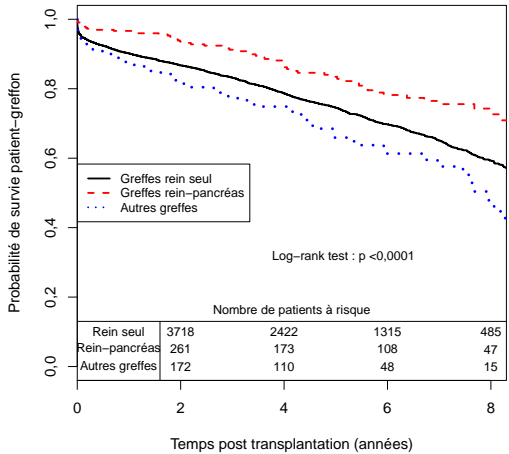 Probabilité de survie patient−greffon
1,0
0,8
0,6
0,4
0,2
0,0
Greffes rein seul
Greffes rein−pancréas
Autres greffes
Log−rank test : p <0,0001
Nombre de patients à risque
Rein seul 3718 2422 1315 485
Rein−pancréas 261 173 108 47
Autres greffes 172 110 48 15
0 2 4 6 8
Temps post transplantation (années)